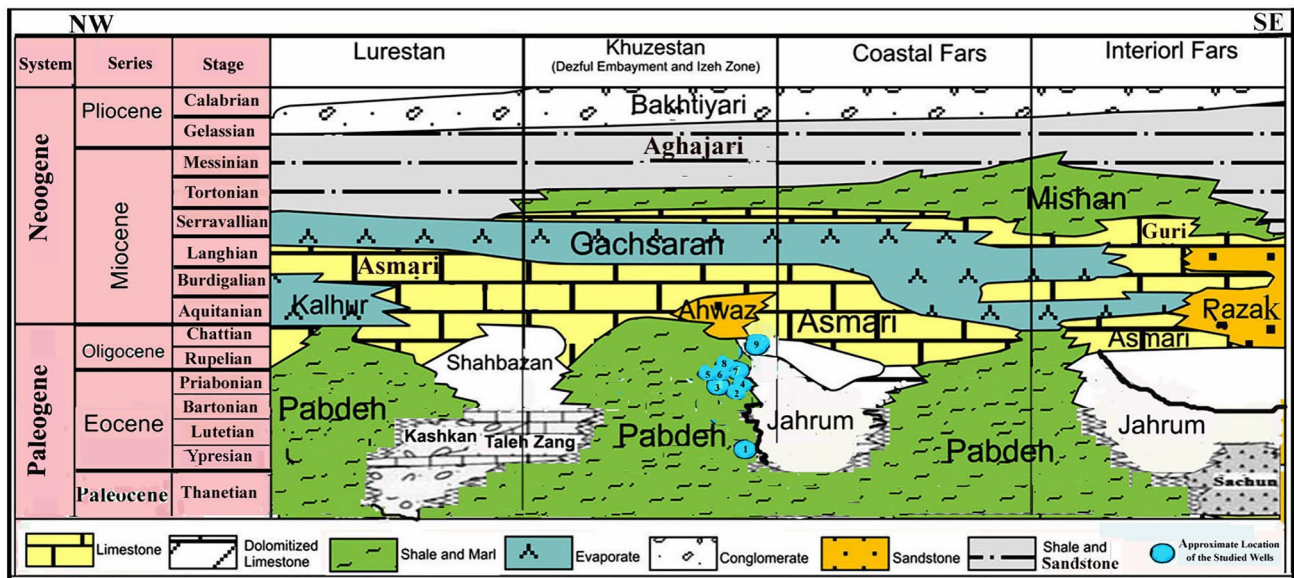 NW
SE
System
Series
Stage
Lurestan
Khuzestan
(Dezful Embayment and Izeh Zone)
Coastal Fars
Interiorl Fars
Neoogene
Pliocene
Calabrian
Gelassian
Miocene
Messinian
Tortonian
Serravallian
Langhian
Burdigalian
Aquitanian
Paleogene
Oligocene
Chattian
Rupelian
Eocene
Priabonian
Bartonian
Lutetian
Ypresian
Paleocene
Thanetian
Bakhtiyari
Aghajari
Mishan
Guri
Gachsaran
Asmari
Kalhur
Ahwaz
Asmari
Razak
Asmari
Shahbazan
Pabdeh
Kashkan
Taleh Zang
Pabdeh
Jahrum
Pabdeh
Jahrum
Sachun
9
8
7
5
6
3
4
2
1
Limestone
Dolomitized
Limestone
Shale and Marl
Evaporate
Conglomerate
Sandstone
Shale and
Sandstone
Approximate Location
of the Studied Wells